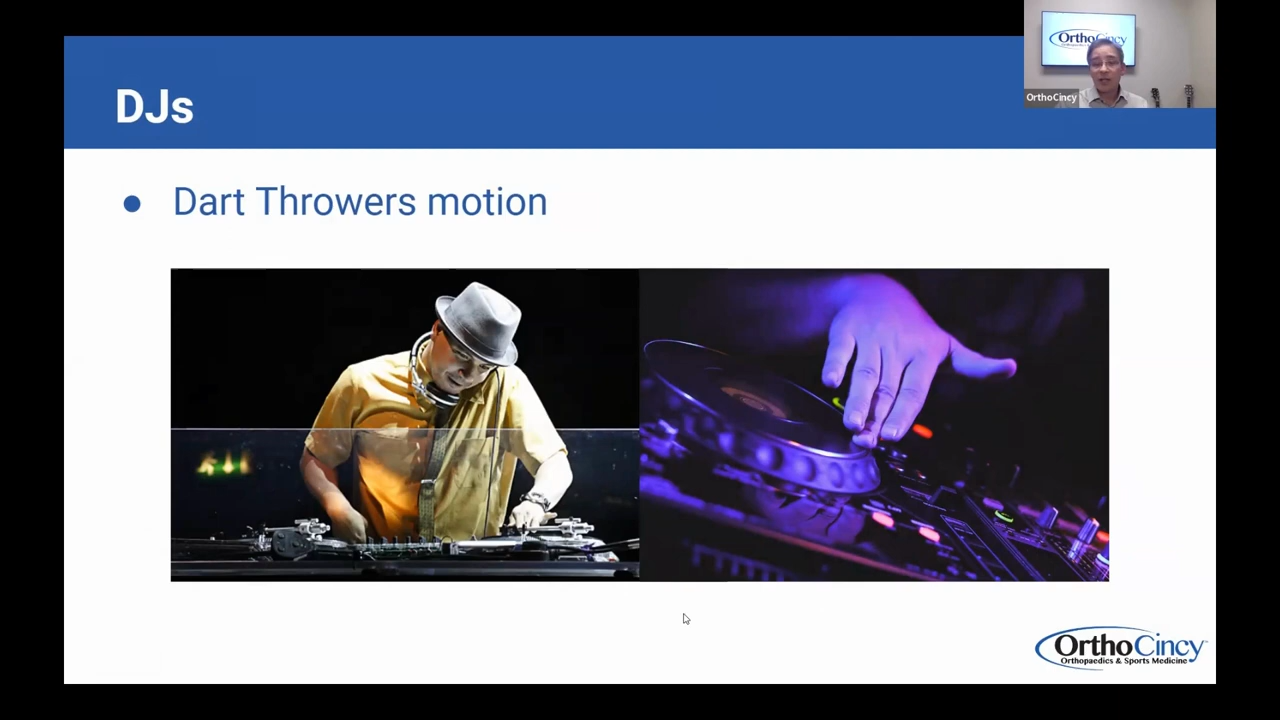 OrthoCincy
OrthoCincy
DJs
Dart Throwers motion
OrthoCincy
Orthopaedics & Sports Medicine